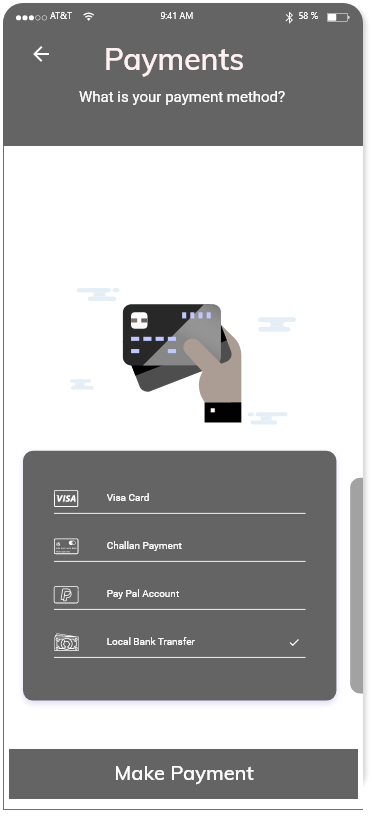 AT&T 9:41 AM 58 %
Payments
What is your payment method?
VISA Visa Card
Challan Payment
Pay Pal Account
Local Bank Transfer
Make Payment